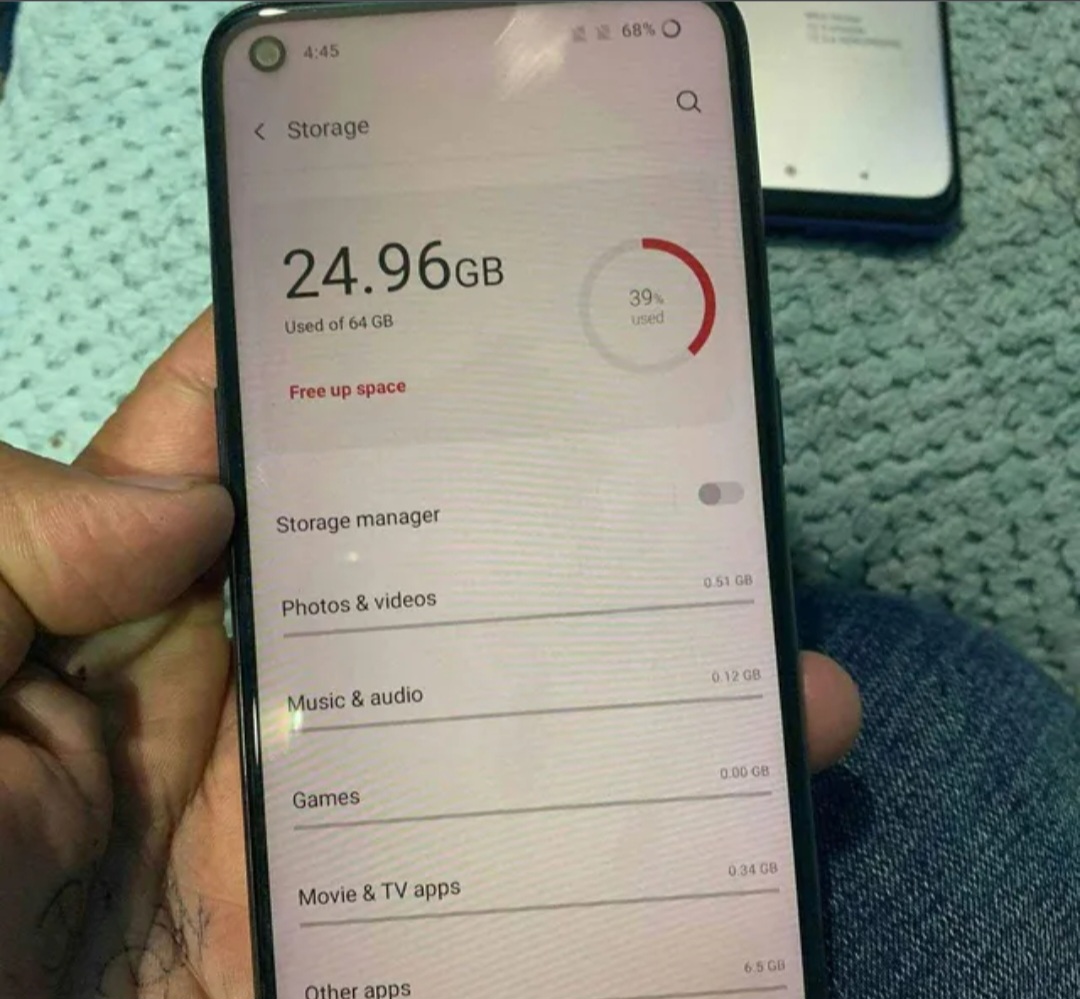 4:45
68%
Storage
24.96GB
Used of 64 GB
39%
used
Free up space
Storage manager
Photos & videos
0.51 GB
Music & audio
0.12 GB
Games
0.00 GB
Movie & TV apps
0.34 GB
Other apps
6.5 GB